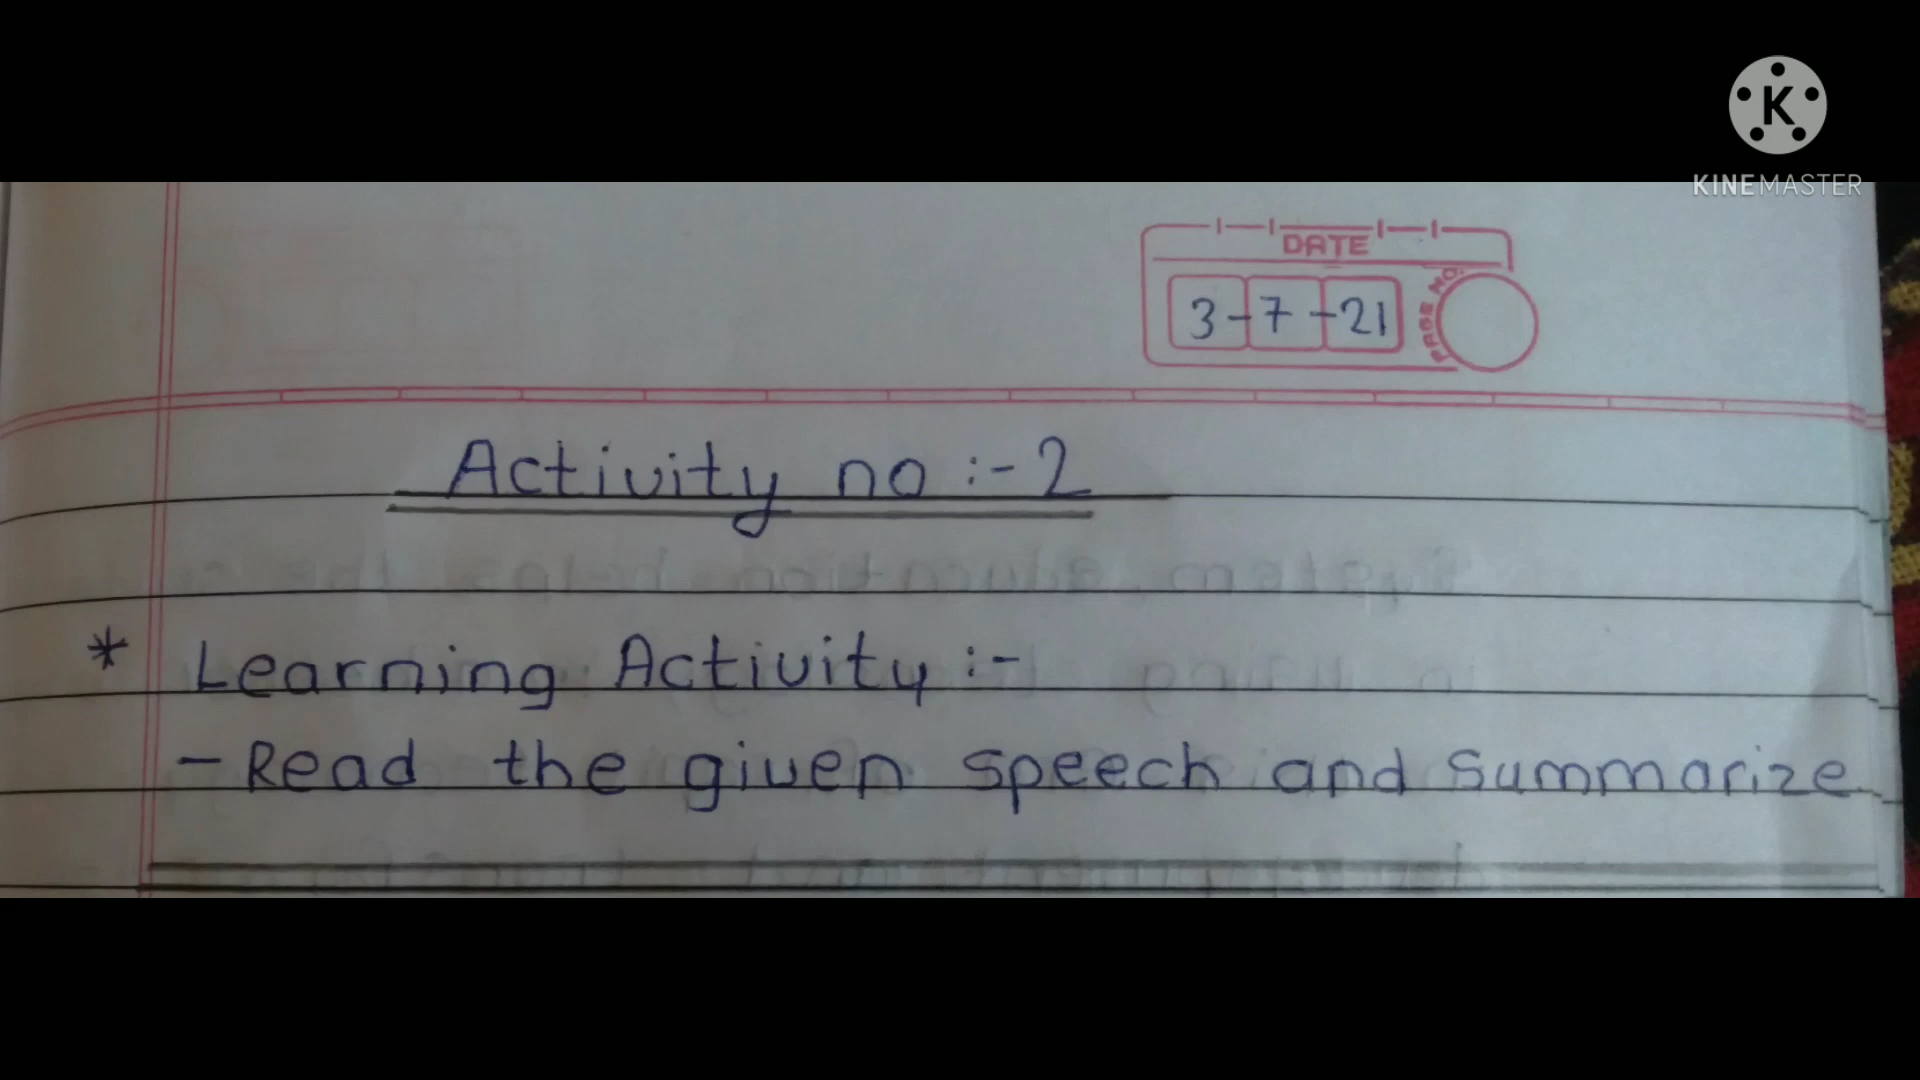 K
KINEMASTER
DATE
3-7-21
PAGE NO.
Activity no :- 2
* Learning Activity :-
- Read the given speech and summarize